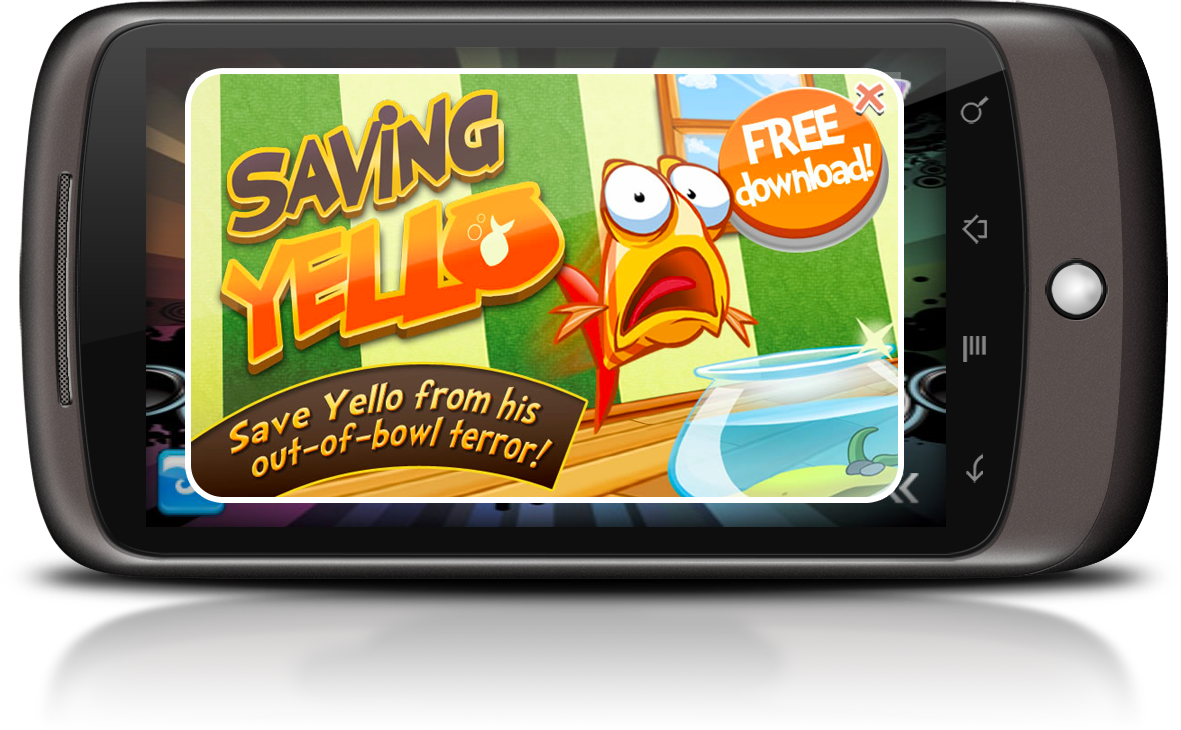 SAVING
YELLO
FREE
download!
Save Yello from his
out-of-bowl terror!